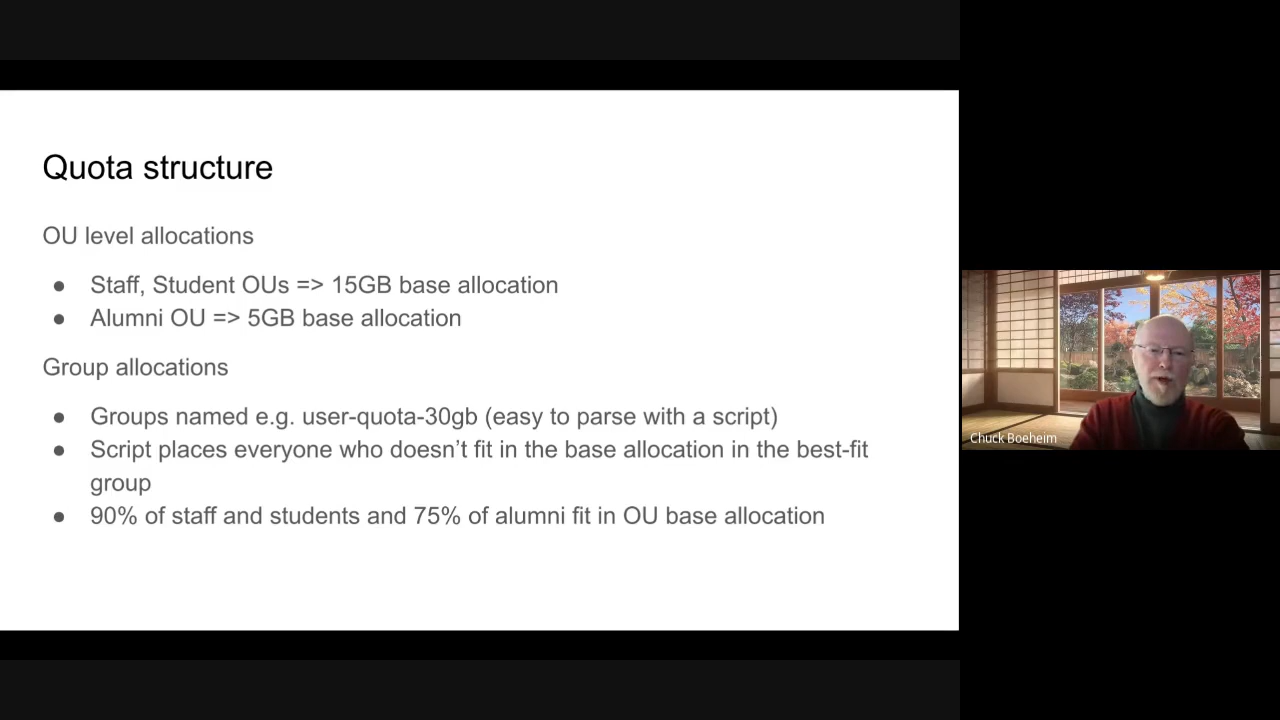 Quota structure
OU level allocations
● Staff, Student OUs => 15GB base allocation
● Alumni OU => 5GB base allocation
Group allocations
● Groups named e.g. user-quota-30gb (easy to parse with a script)
● Script places everyone who doesn’t fit in the base allocation in the best-fit
group
● 90% of staff and students and 75% of alumni fit in OU base allocation
Chuck Boeheim